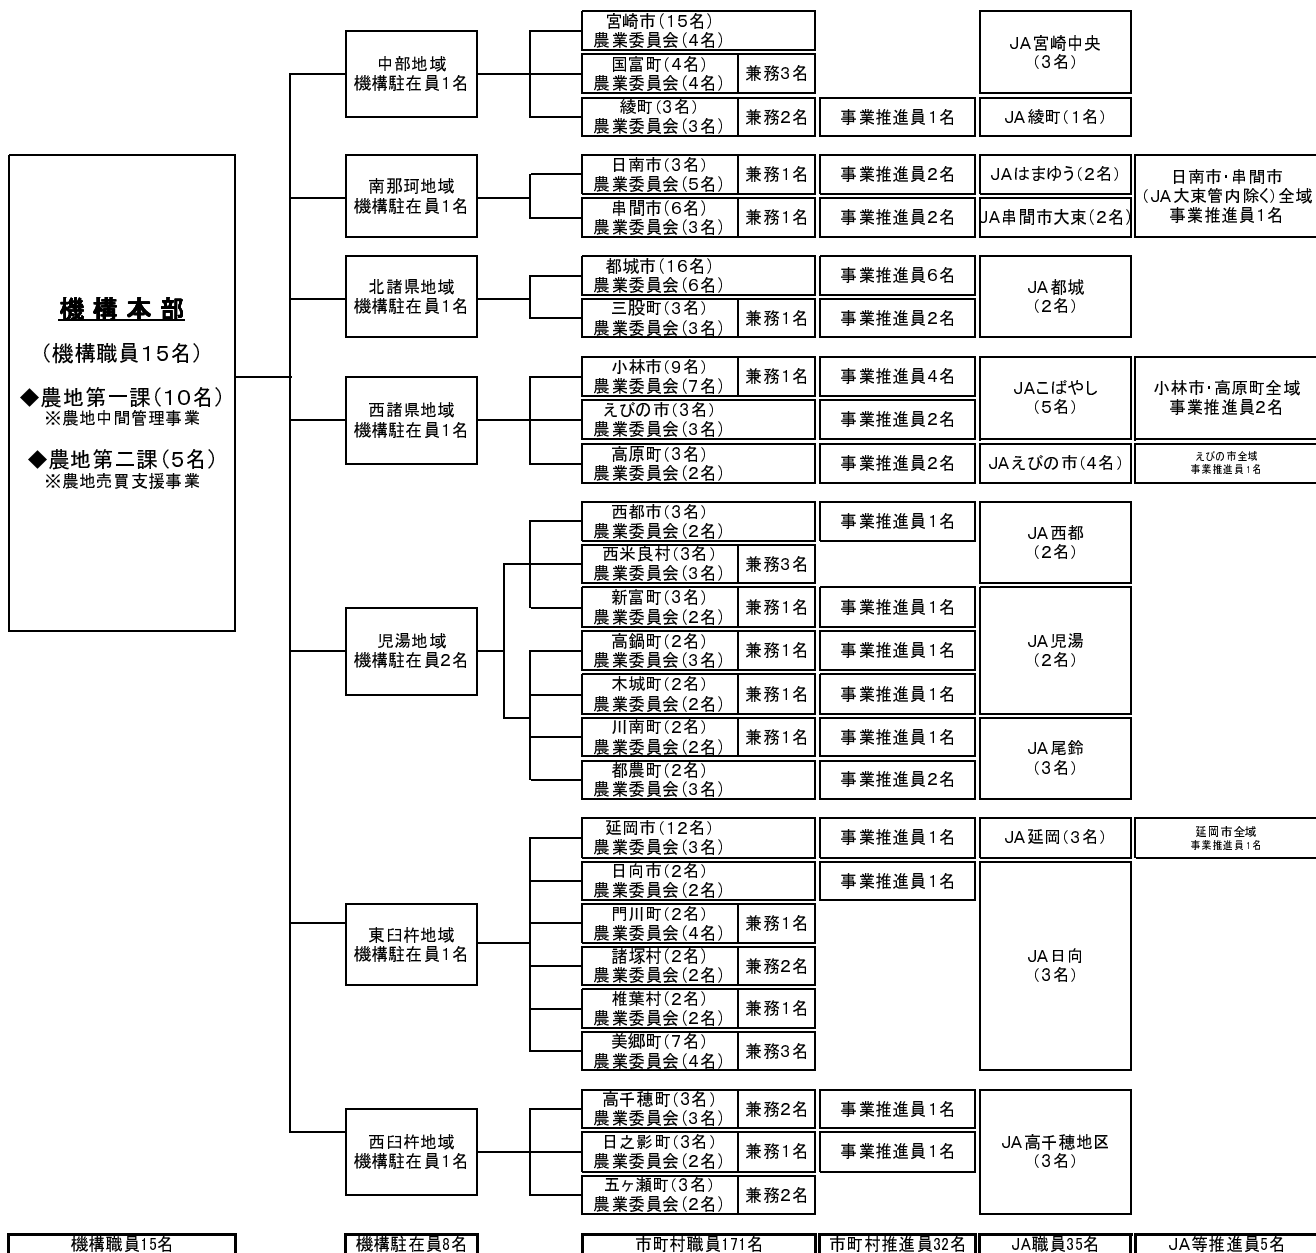 機構本部
（機構職員15名）
◆農地第一課（10名）
※農地中間管理事業
◆農地第二課（5名）
※農地売買支援事業
中部地域
機構駐在員1名
宮崎市（15名）
農業委員会（4名）
国富町（4名）
農業委員会（4名）
兼務3名
JA宮崎中央
（3名）
綾町（3名）
農業委員会（3名）
兼務2名
事業推進員1名
JA綾町（1名）
南那珂地域
機構駐在員1名
日南市（3名）
農業委員会（5名）
兼務1名
事業推進員2名
JAはまゆう（2名）
串間市（6名）
農業委員会（3名）
兼務1名
事業推進員2名
JA串間市大束（2名）
日南市・串間市
（JA大束管内除く）全域
事業推進員1名
北諸県地域
機構駐在員1名
都城市（16名）
農業委員会（6名）
事業推進員6名
三股町（3名）
農業委員会（3名）
兼務1名
事業推進員2名
JA都城
（2名）
西諸県地域
機構駐在員1名
小林市（9名）
農業委員会（7名）
兼務1名
事業推進員4名
えびの市（3名）
農業委員会（3名）
事業推進員2名
JAこばやし
（5名）
小林市・高原町全域
事業推進員2名
高原町（3名）
農業委員会（2名）
事業推進員2名
JAえびの市（4名）
えびの市全域
事業推進員1名
児湯地域
機構駐在員2名
西都市（3名）
農業委員会（2名）
事業推進員1名
西米良村（3名）
農業委員会（3名）
兼務3名
JA西都
（2名）
新富町（3名）
農業委員会（2名）
兼務1名
事業推進員1名
高鍋町（2名）
農業委員会（3名）
兼務1名
事業推進員1名
木城町（2名）
農業委員会（2名）
兼務1名
事業推進員1名
JA児湯
（2名）
川南町（2名）
農業委員会（2名）
兼務1名
事業推進員1名
都農町（2名）
農業委員会（3名）
事業推進員2名
JA尾鈴
（3名）
東臼杵地域
機構駐在員1名
延岡市（12名）
農業委員会（3名）
事業推進員1名
JA延岡（3名）
延岡市全域
事業推進員1名
日向市（2名）
農業委員会（2名）
事業推進員1名
門川町（2名）
農業委員会（4名）
兼務1名
諸塚村（2名）
農業委員会（2名）
兼務2名
椎葉村（2名）
農業委員会（2名）
兼務1名
美郷町（7名）
農業委員会（4名）
兼務3名
JA日向
（3名）
西臼杵地域
機構駐在員1名
高千穂町（3名）
農業委員会（3名）
兼務2名
事業推進員1名
日之影町（3名）
農業委員会（2名）
兼務1名
事業推進員1名
五ヶ瀬町（3名）
農業委員会（2名）
兼務2名
JA高千穂地区
（3名）
機構職員15名
機構駐在員8名
市町村職員171名
市町村推進員32名
JA職員35名
JA等推進員5名